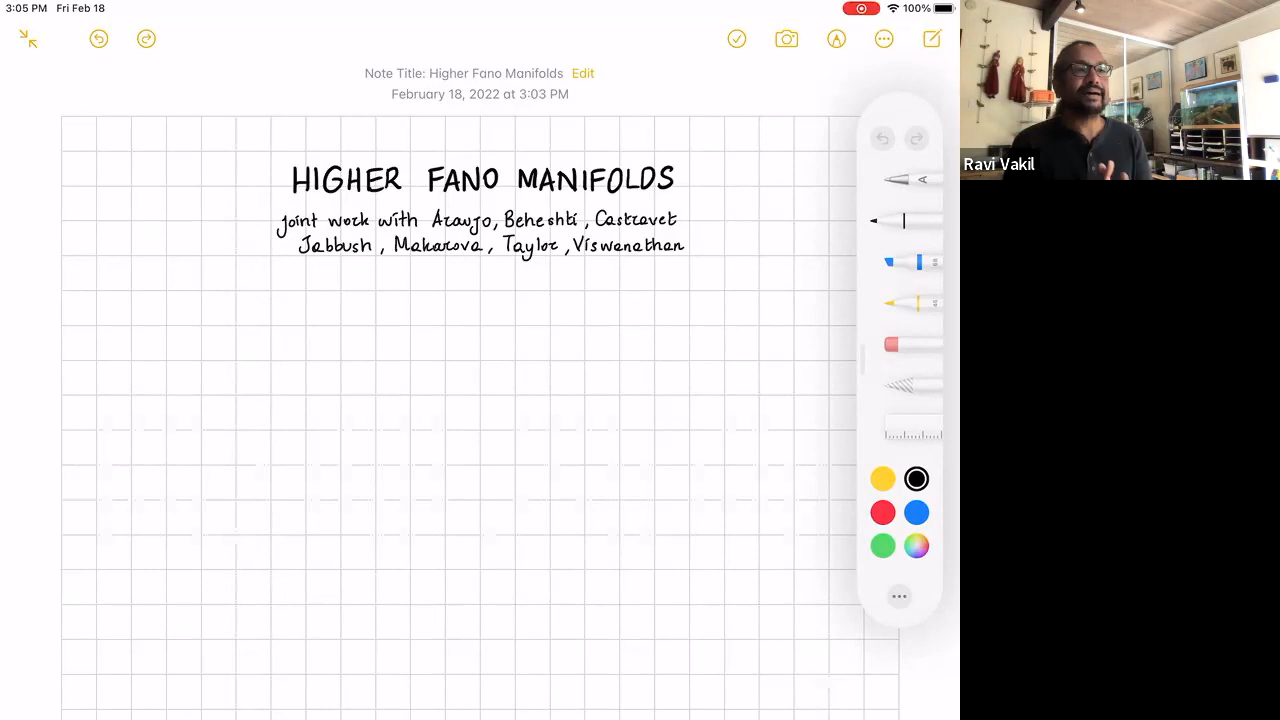 3:05 PM Fri Feb 18
100%
Note Title: Higher Fano Manifolds Edit
February 18, 2022 at 3:03 PM
HIGHER FANO MANIFOLDS
joint work with Araujo, Beheshti, Castravet
Jabbush, Makarova, Taylor, Viswanathan
A
Ravi Vakil